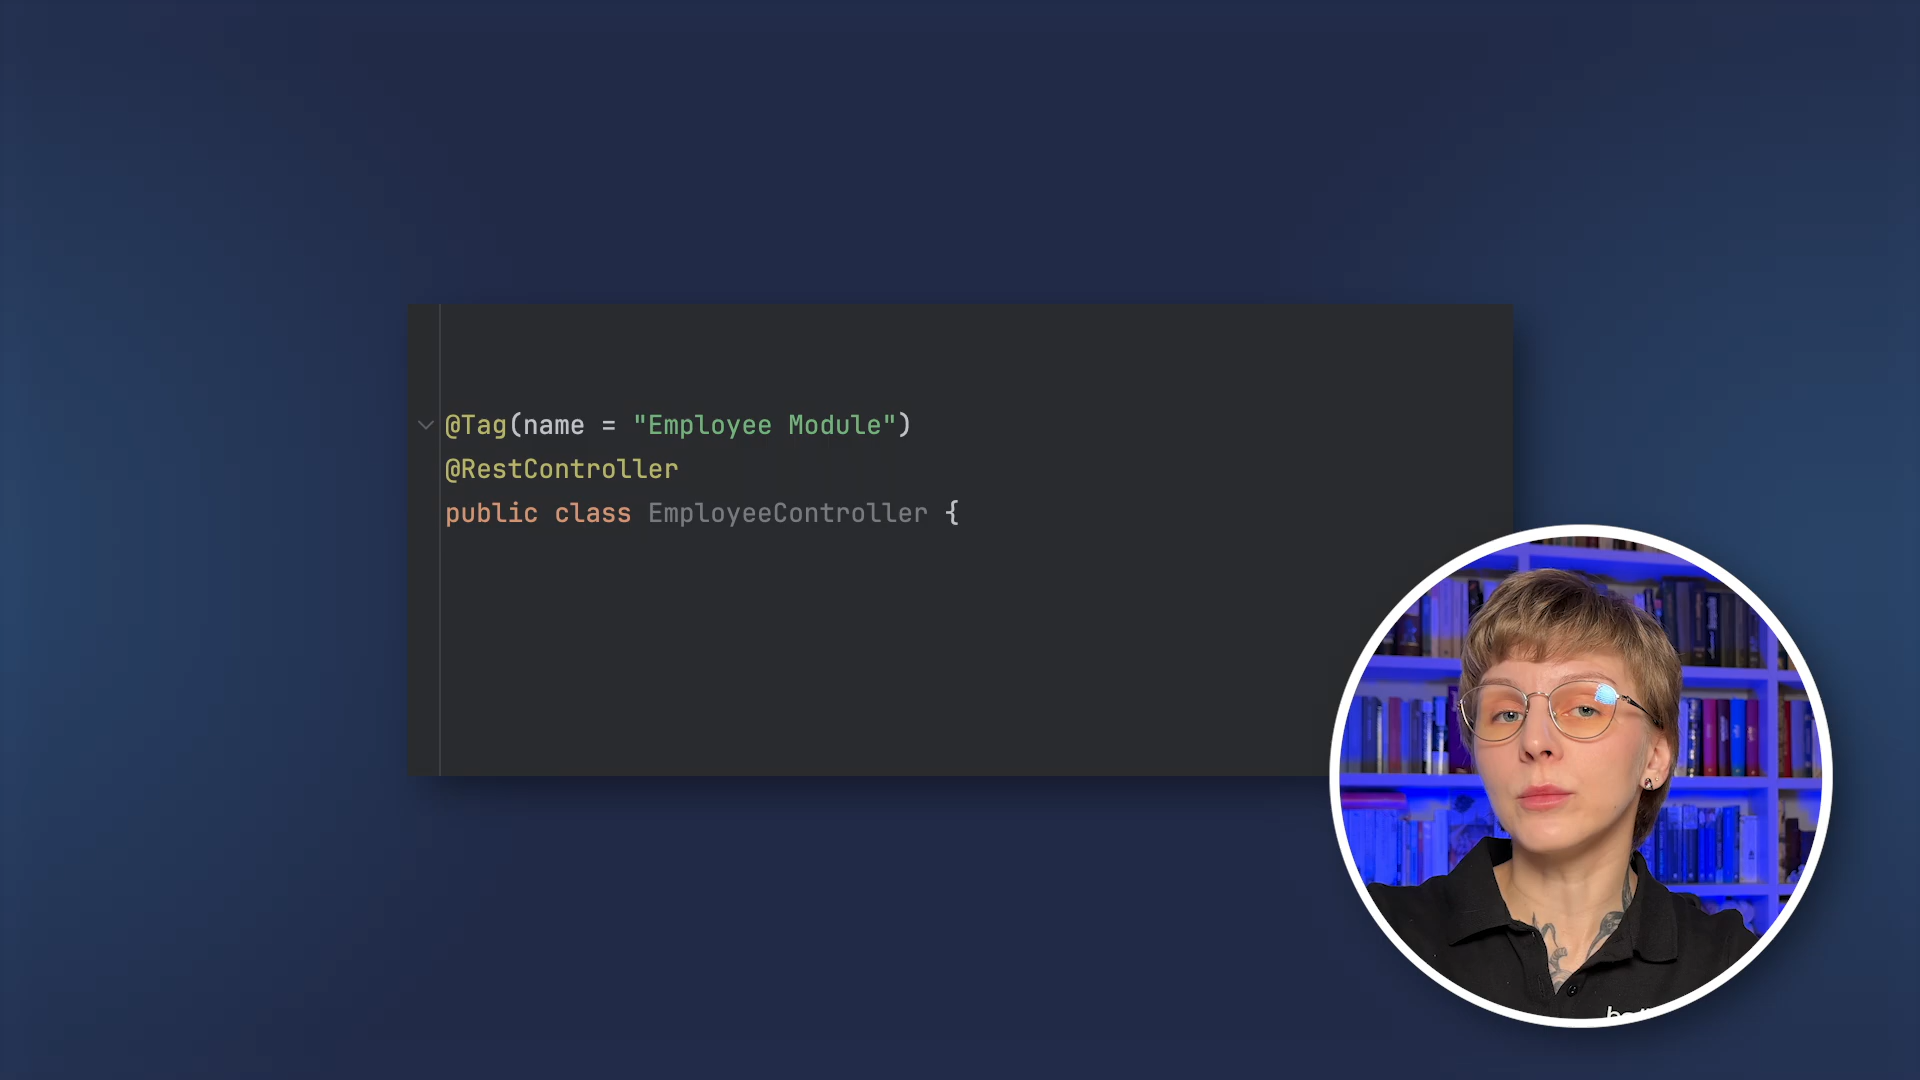 @Tag(name = "Employee Module")
@RestController
public class EmployeeController {